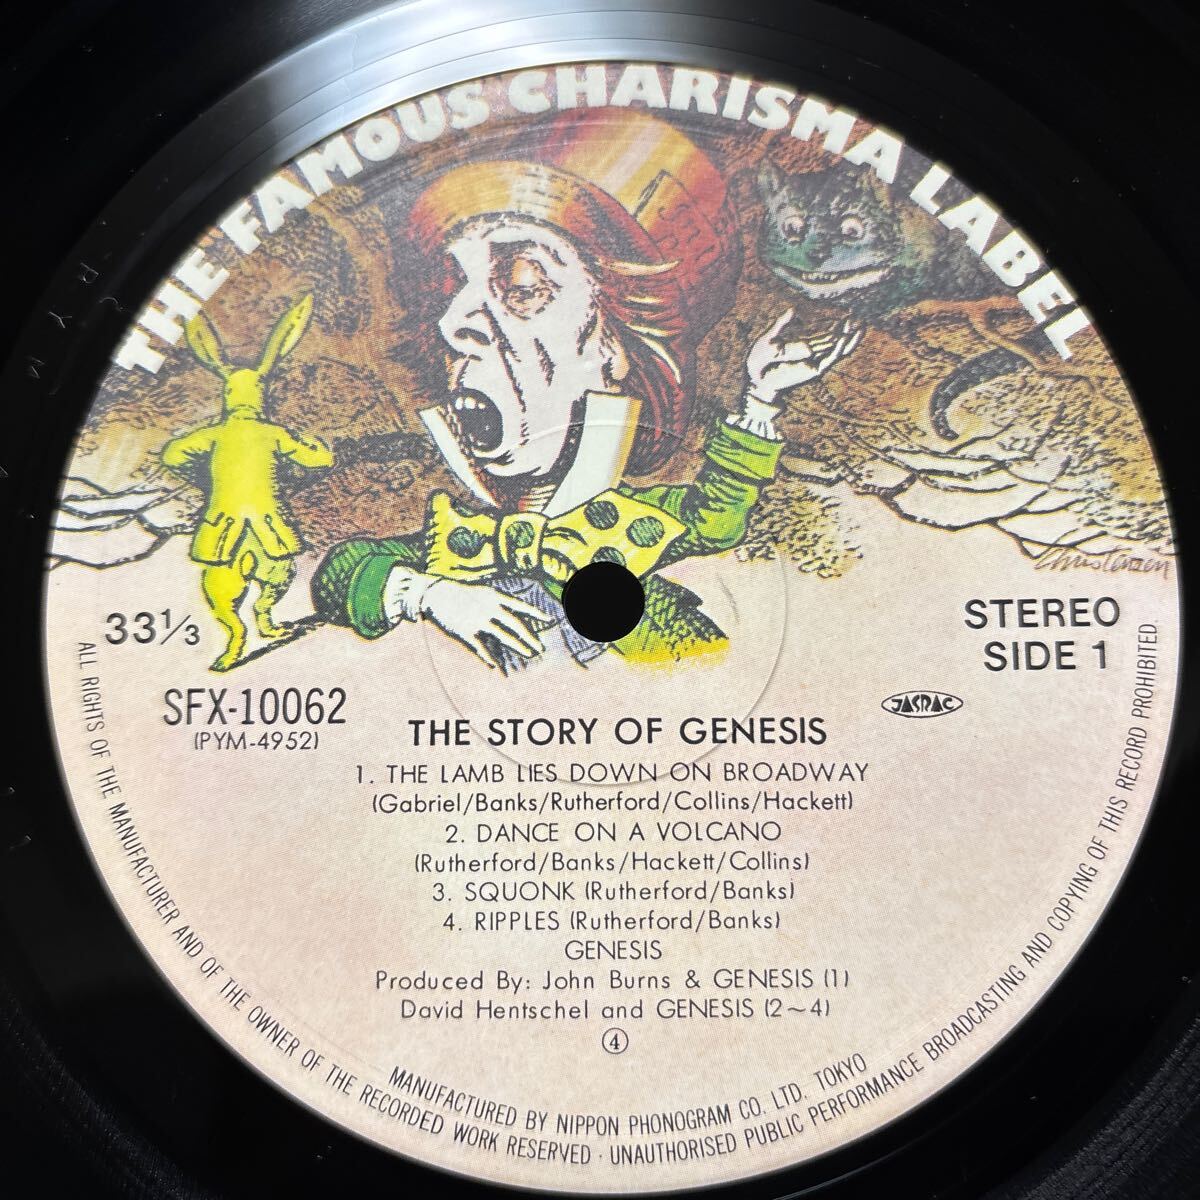 THE FAMOUS CHARISMA LABEL
Christensen
33⅓
STEREO
SIDE 1
SFX-10062
(PYM-4952)
JASRAC
THE STORY OF GENESIS
1. THE LAMB LIES DOWN ON BROADWAY
(Gabriel/Banks/Rutherford/Collins/Hackett)
2. DANCE ON A VOLCANO
(Rutherford/Banks/Hackett/Collins)
3. SQUONK (Rutherford/Banks)
4. RIPPLES (Rutherford/Banks)
GENESIS
Produced By: John Burns & GENESIS (1)
David Hentschel and GENESIS (2~4)
④
MANUFACTURED BY NIPPON PHONOGRAM CO. LTD. TOKYO
ALL RIGHTS OF THE MANUFACTURER AND OF THE OWNER OF THE RECORDED WORK RESERVED · UNAUTHORISED PUBLIC PERFORMANCE BROADCASTING AND COPYING OF THIS RECORD PROHIBITED.